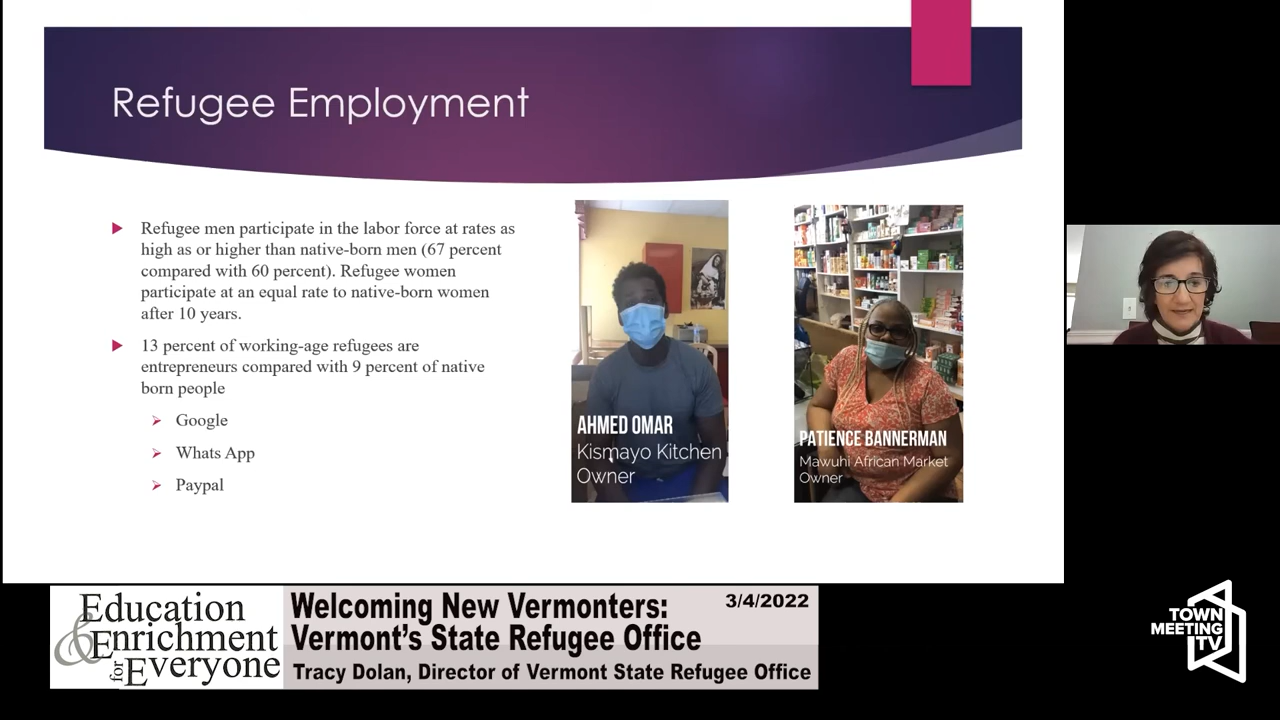 Refugee Employment
Refugee men participate in the labor force at rates as
high as or higher than native-born men (67 percent
compared with 60 percent). Refugee women
participate at an equal rate to native-born women
after 10 years.
13 percent of working-age refugees are
entrepreneurs compared with 9 percent of native
born people
Google
Whats App
Paypal
AHMED OMAR
Kismayo Kitchen
Owner
PATIENCE BANNERMAN
Mawuhi African Market
Owner
Education
& Enrichment
for Everyone
Welcoming New Vermonters:
3/4/2022
Vermont's State Refugee Office
Tracy Dolan, Director of Vermont State Refugee Office
TOWN
MEETING
TV